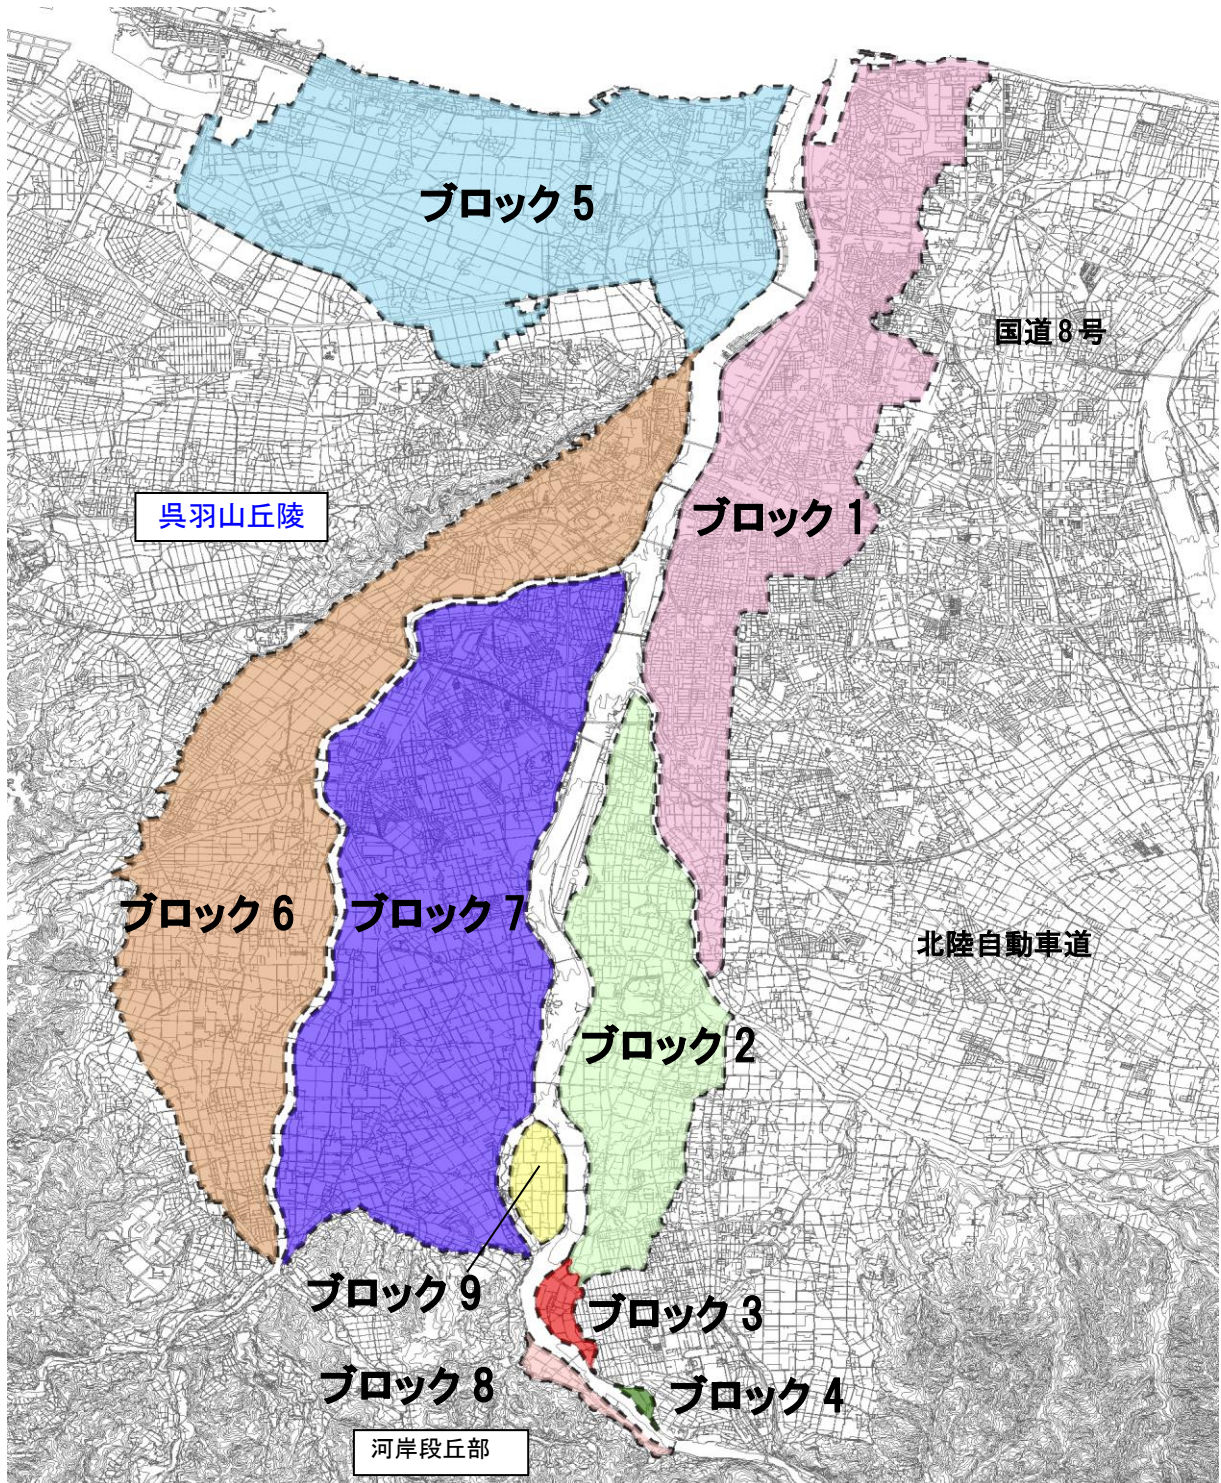 ブロック 5
国道8号
呉羽山丘陵
ブロック 1
ブロック 6
ブロック 7
北陸自動車道
ブロック 2
ブロック 9
ブロック 3
ブロック 8
ブロック 4
河岸段丘部